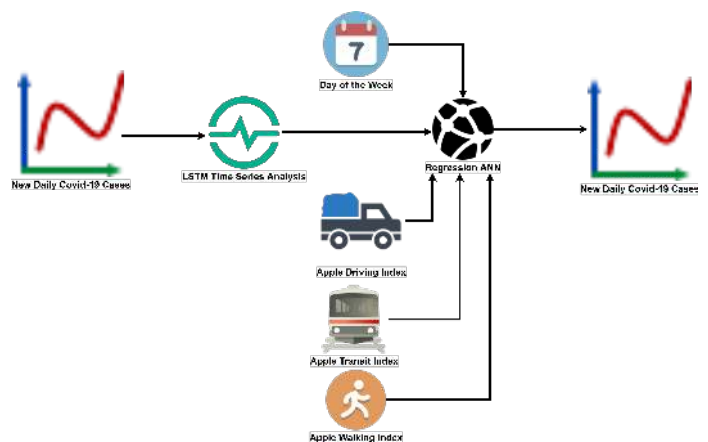 7
Day of the Week
New Daily Covid-19 Cases
LSTM Time Series Analysis
Regression ANN
New Daily Covid-19 Cases
Apple Driving Index
Apple Transit Index
Apple Walking Index